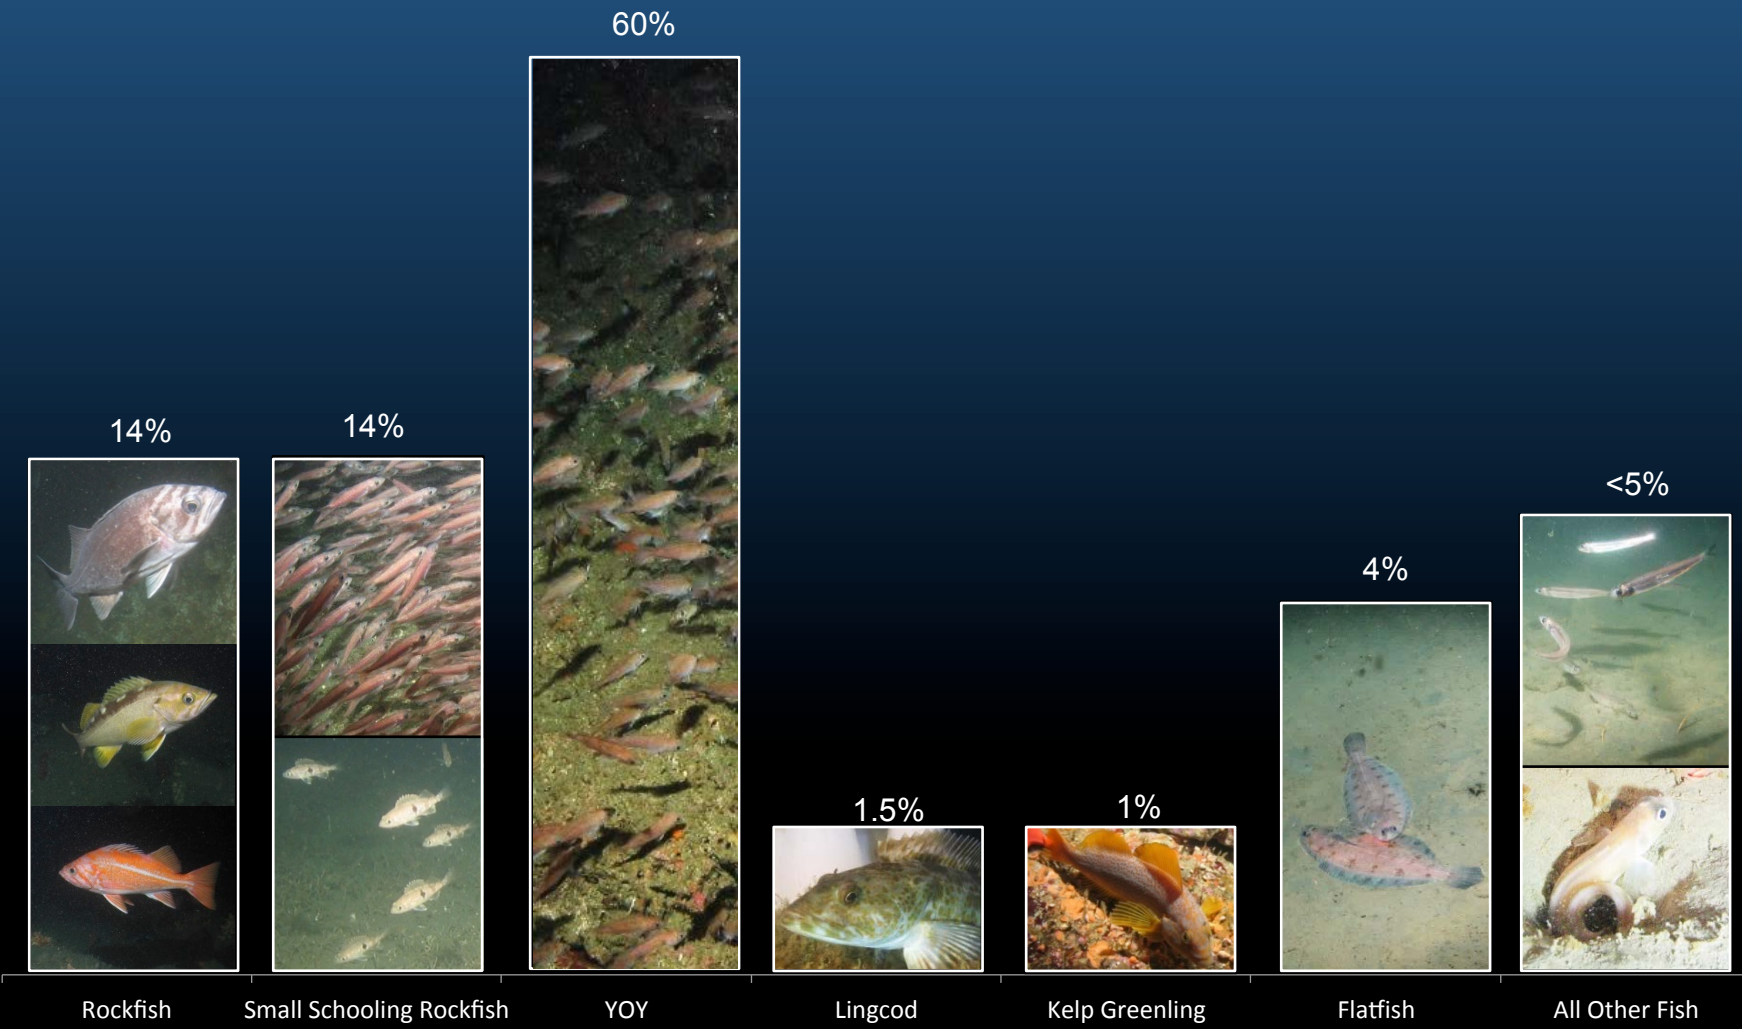 60%
14%
14%
<5%
4%
1.5%
1%
Rockfish
Small Schooling Rockfish
YOY
Lingcod
Kelp Greenling
Flatfish
All Other Fish